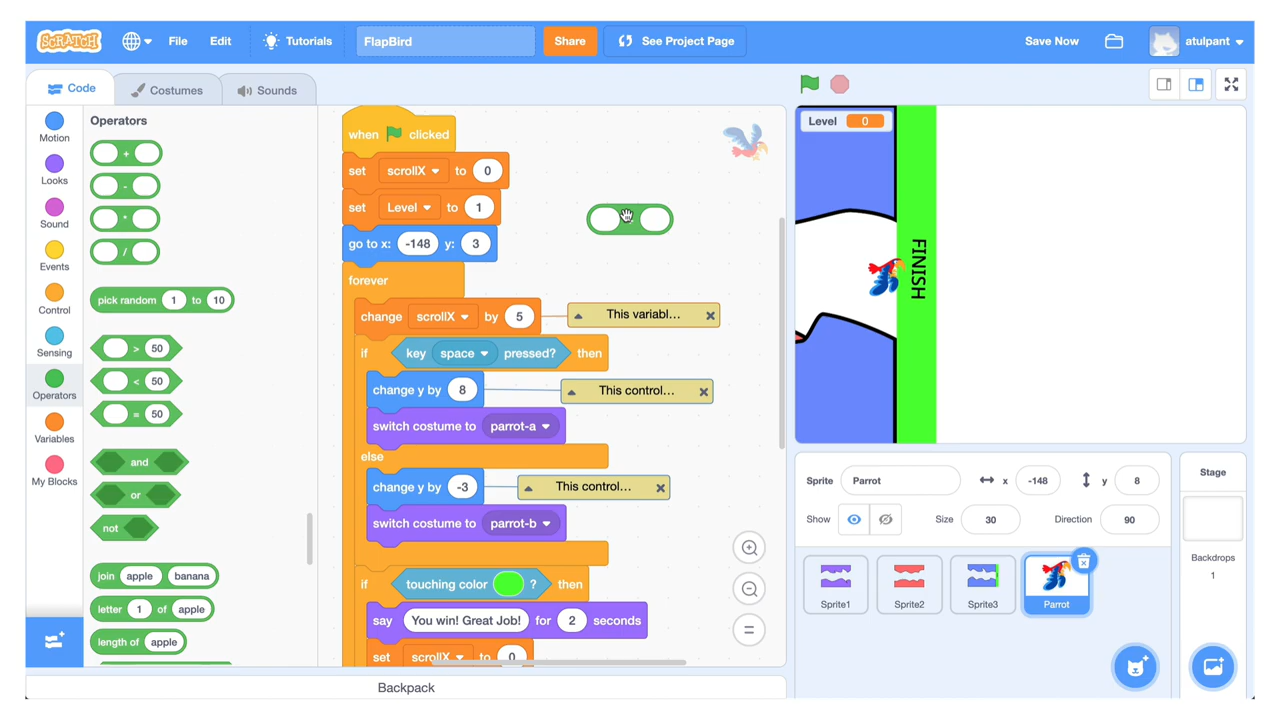 SCRATCH
File
Edit
Tutorials
FlapBird
Share
See Project Page
Save Now
atulpant
Code
Costumes
Sounds
Motion
Looks
Sound
Events
Control
Sensing
Operators
Variables
My Blocks
Operators
+
-
*
/
pick random 1 to 10
> 50
< 50
= 50
and
or
not
join apple banana
letter 1 of apple
length of apple
when clicked
set scrollX to 0
set Level to 1
go to x: -148 y: 3
forever
change scrollX by 5
This variabl...
if key space pressed? then
change y by 8
This control...
switch costume to parrot-a
else
change y by -3
This control...
switch costume to parrot-b
if touching color ? then
say You win! Great Job! for 2 seconds
set scrollX to 0
Backpack
Level 0
FINISH
Sprite Parrot x -148 y 8
Show Size 30 Direction 90
Sprite1
Sprite2
Sprite3
Parrot
Stage
Backdrops
1